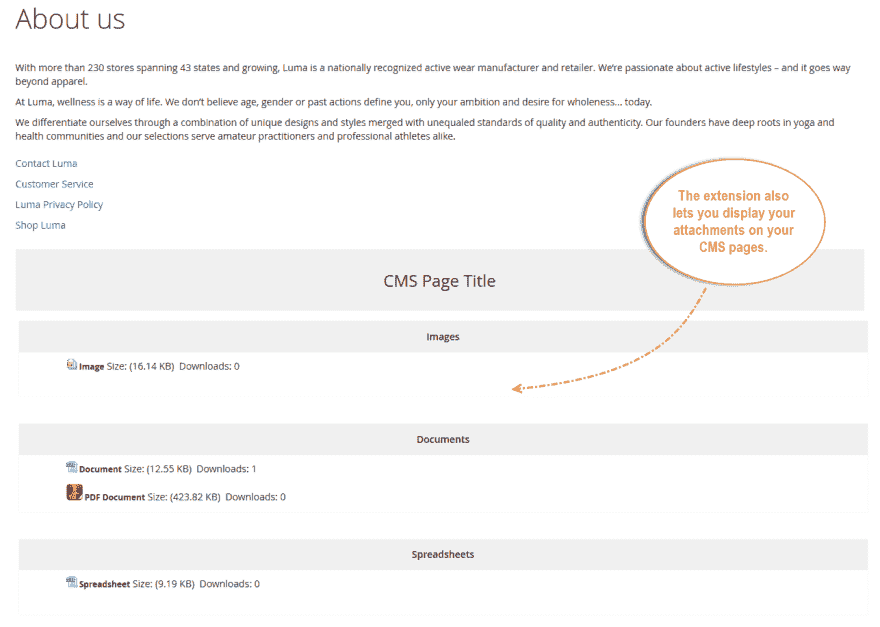 About us
With more than 230 stores spanning 43 states and growing, Luma is a nationally recognized active wear manufacturer and retailer. We're passionate about active lifestyles – and it goes way
beyond apparel.
At Luma, wellness is a way of life. We don't believe age, gender or past actions define you, only your ambition and desire for wholeness... today.
We differentiate ourselves through a combination of unique designs and styles merged with unequaled standards of quality and authenticity. Our founders have deep roots in yoga and
health communities and our selections serve amateur practitioners and professional athletes alike.
Contact Luma
Customer Service
Luma Privacy Policy
Shop Luma
The extension also
lets you display your
attachments on your
CMS pages.
CMS Page Title
Images
Image Size: (16.14 KB) Downloads: 0
Documents
Document Size: (12.55 KB) Downloads: 1
PDF Document Size: (423.82 KB) Downloads: 0
Spreadsheets
Spreadsheet Size: (9.19 KB) Downloads: 0